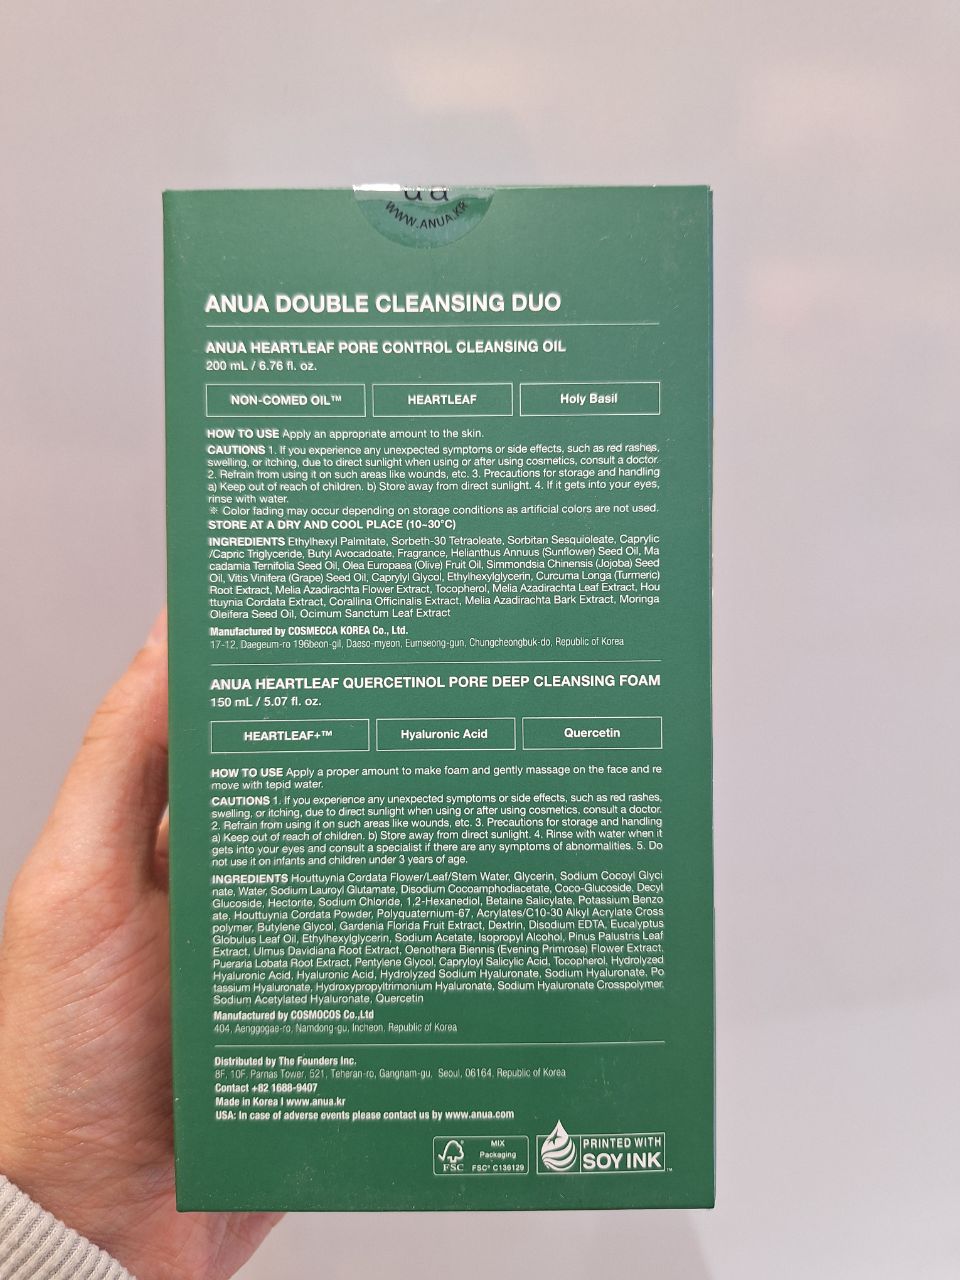 WWW.ANUA.KR
ANUA DOUBLE CLEANSING DUO
ANUA HEARTLEAF PORE CONTROL CLEANSING OIL
200 mL / 6.76 fl. oz.
NON-COMED OIL™ HEARTLEAF Holy Basil
HOW TO USE Apply an appropriate amount to the skin.
CAUTIONS 1. If you experience any unexpected symptoms or side effects, such as red rashes,
swelling, or itching, due to direct sunlight when using or after using cosmetics, consult a doctor.
2. Refrain from using it on such areas like wounds, etc. 3. Precautions for storage and handling
a) Keep out of reach of children. b) Store away from direct sunlight. 4. If it gets into your eyes,
rinse with water.
※ Color fading may occur depending on storage conditions as artificial colors are not used.
STORE AT A DRY AND COOL PLACE (10~30°C)
INGREDIENTS Ethylhexyl Palmitate, Sorbeth-30 Tetraoleate, Sorbitan Sesquioleate, Caprylic
/Capric Triglyceride, Butyl Avocadoate, Fragrance, Helianthus Annuus (Sunflower) Seed Oil, Ma
cadamia Ternifolia Seed Oil, Olea Europaea (Olive) Fruit Oil, Simmondsia Chinensis (Jojoba) Seed
Oil, Vitis Vinifera (Grape) Seed Oil, Caprylyl Glycol, Ethylhexylglycerin, Curcuma Longa (Turmeric)
Root Extract, Melia Azadirachta Flower Extract, Tocopherol, Melia Azadirachta Leaf Extract, Hou
ttuynia Cordata Extract, Corallina Officinalis Extract, Melia Azadirachta Bark Extract, Moringa
Oleifera Seed Oil, Ocimum Sanctum Leaf Extract
Manufactured by COSMECCA KOREA Co., Ltd.
17-12, Daegeum-ro 196beon-gil, Daeso-myeon, Eumseong-gun, Chungcheongbuk-do, Republic of Korea
ANUA HEARTLEAF QUERCETINOL PORE DEEP CLEANSING FOAM
150 mL / 5.07 fl. oz.
HEARTLEAF+™ Hyaluronic Acid Quercetin
HOW TO USE Apply a proper amount to make foam and gently massage on the face and re
move with tepid water.
CAUTIONS 1. If you experience any unexpected symptoms or side effects, such as red rashes,
swelling, or itching, due to direct sunlight when using or after using cosmetics, consult a doctor.
2. Refrain from using it on such areas like wounds, etc. 3. Precautions for storage and handling
a) Keep out of reach of children. b) Store away from direct sunlight. 4. Rinse with water when it
gets into your eyes and consult a specialist if there are any symptoms of abnormalities. 5. Do
not use it on infants and children under 3 years of age.
INGREDIENTS Houttuynia Cordata Flower/Leaf/Stem Water, Glycerin, Sodium Cocoyl Glyci
nate, Water, Sodium Lauroyl Glutamate, Disodium Cocoamphodiacetate, Coco-Glucoside, Decyl
Glucoside, Hectorite, Sodium Chloride, 1,2-Hexanediol, Betaine Salicylate, Potassium Benzo
ate, Houttuynia Cordata Powder, Polyquaternium-67, Acrylates/C10-30 Alkyl Acrylate Cross
polymer, Butylene Glycol, Gardenia Florida Fruit Extract, Dextrin, Disodium EDTA, Eucalyptus
Globulus Leaf Oil, Ethylhexylglycerin, Sodium Acetate, Isopropyl Alcohol, Pinus Palustris Leaf
Extract, Ulmus Davidiana Root Extract, Oenothera Biennis (Evening Primrose) Flower Extract,
Pueraria Lobata Root Extract, Pentylene Glycol, Capryloyl Salicylic Acid, Tocopherol, Hydrolyzed
Hyaluronic Acid, Hyaluronic Acid, Hydrolyzed Sodium Hyaluronate, Sodium Hyaluronate, Po
tassium Hyaluronate, Hydroxypropyltrimonium Hyaluronate, Sodium Hyaluronate Crosspolymer,
Sodium Acetylated Hyaluronate, Quercetin
Manufactured by COSMOCOS Co.,Ltd
404, Aenggogae-ro, Namdong-gu, Incheon, Republic of Korea
Distributed by The Founders Inc.
8F, 10F, Parnas Tower, 521, Teheran-ro, Gangnam-gu, Seoul, 06164, Republic of Korea
Contact +82 1688-9407
Made in Korea I www.anua.kr
USA: In case of adverse events please contact us by www.anua.com
FSC MIX
Packaging
FSC® C136129
PRINTED WITH
SOY INK™